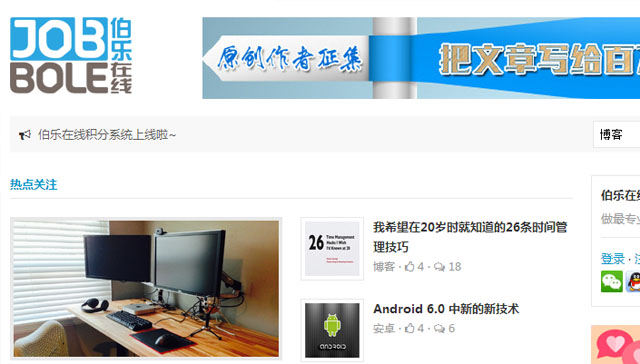 JOB 伯乐在线
BOLE
原创作者征集
把文章写给百
伯乐在线积分系统上线啦~
博客
热点关注
26
Time Management
Hacks I Wish
I'd Known at 20
我希望在20岁时就知道的26条时间管
理技巧
博客 · 4 · 18
Android 6.0 中新的新技术
安卓 · 4 · 6
ANDROID
伯乐在
做最专
登录 ·